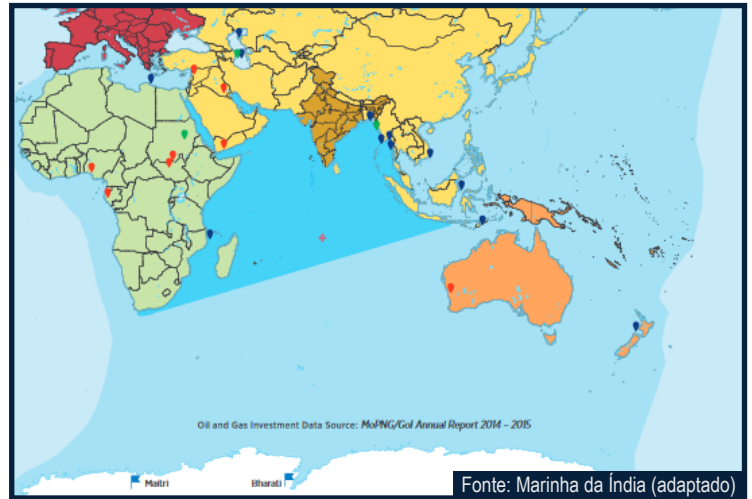 Oil and Gas Investment Data Source: MoPNG/GoI Annual Report 2014 – 2015
Maitri
Bharati
Fonte: Marinha da Índia (adaptado)